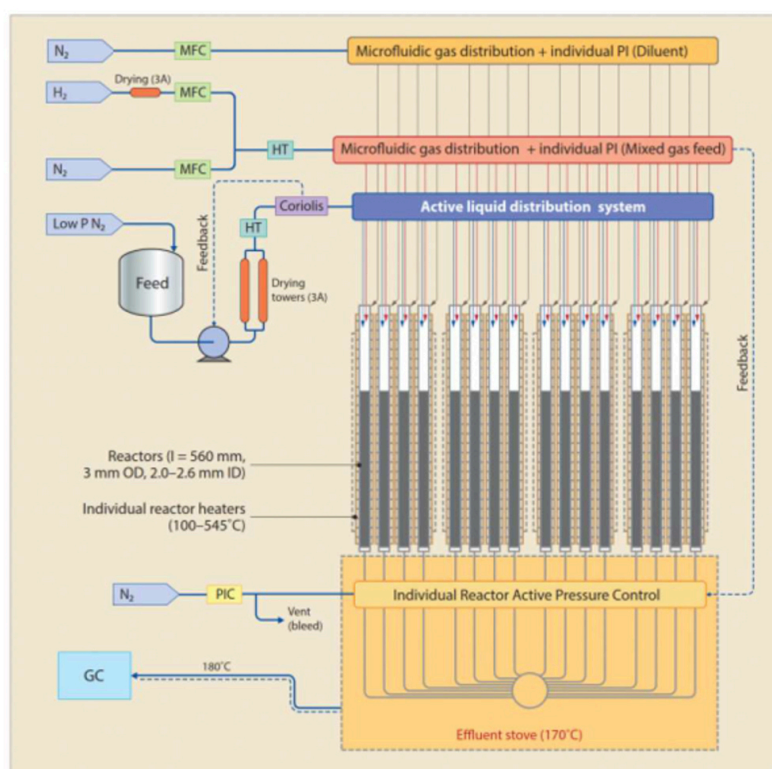 N₂
MFC
Microfluidic gas distribution + individual PI (Diluent)
Drying (3A)
H₂
MFC
HT
Microfluidic gas distribution + individual PI (Mixed gas feed)
N₂
MFC
Coriolis
Active liquid distribution system
Low P N₂
HT
Feedback
Feed
Drying
towers (3A)
Feedback
Reactors (l = 560 mm,
3 mm OD, 2.0–2.6 mm ID)
Individual reactor heaters
(100–545˚C)
N₂
PIC
Individual Reactor Active Pressure Control
Vent
(bleed)
180˚C
GC
Effluent stove (170˚C)